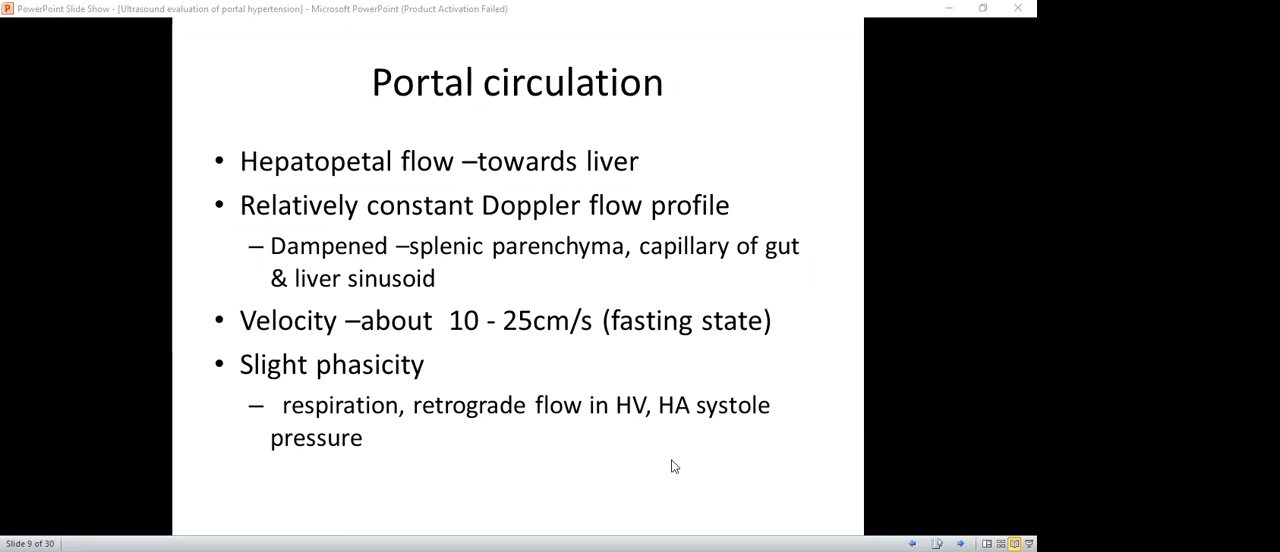 PowerPoint Slide Show - [Ultrasound evaluation of portal hypertension] - Microsoft PowerPoint (Product Activation Failed)
Portal circulation
• Hepatopetal flow –towards liver
• Relatively constant Doppler flow profile
– Dampened –splenic parenchyma, capillary of gut
& liver sinusoid
• Velocity –about 10 - 25cm/s (fasting state)
• Slight phasicity
– respiration, retrograde flow in HV, HA systole
pressure
Slide 9 of 30